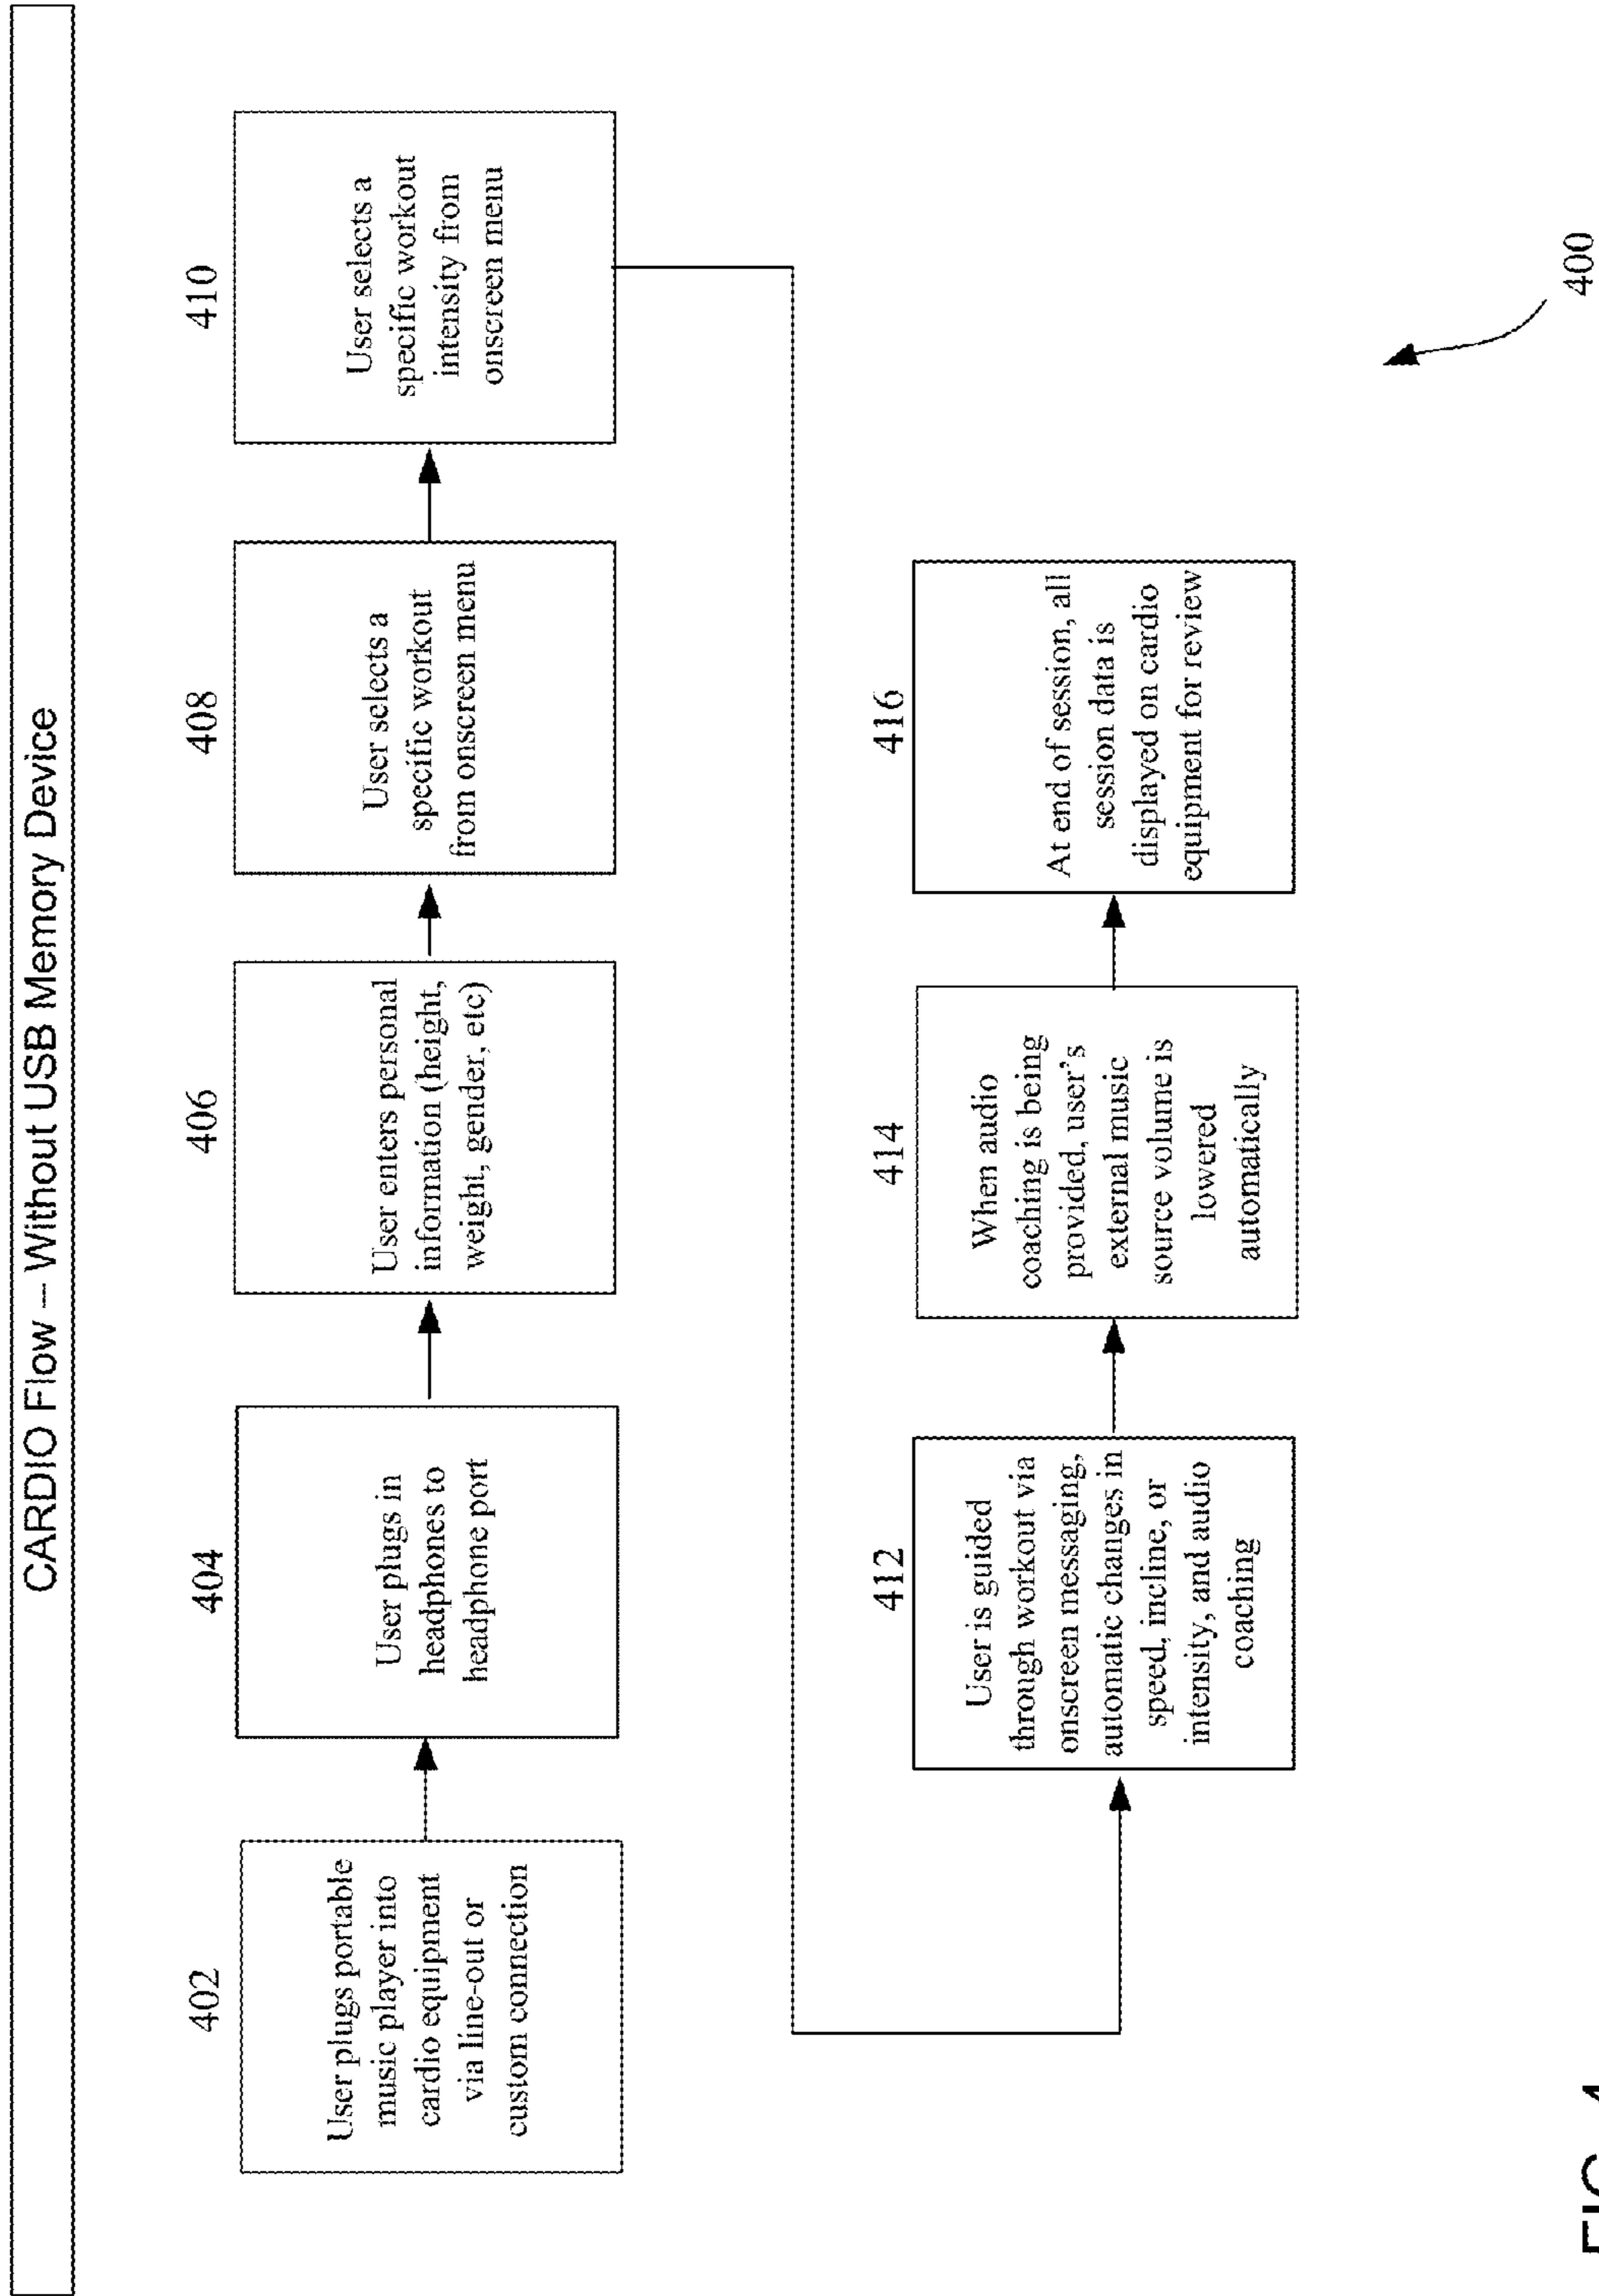 CARDIO Flow – Without USB Memory Device
402
User plugs portable
music player into
cardio equipment
via line-out or
custom connection
404
User plugs in
headphones to
headphone port
406
User enters personal
information (height,
weight, gender, etc)
408
User selects a
specific workout
from onscreen menu
410
User selects a
specific workout
intensity from
onscreen menu
412
User is guided
through workout via
onscreen messaging,
automatic changes in
speed, incline, or
intensity, and audio
coaching
414
When audio
coaching is being
provided, user's
external music
source volume is
lowered
automatically
416
At end of session, all
session data is
displayed on cardio
equipment for review
400
FIG. 4